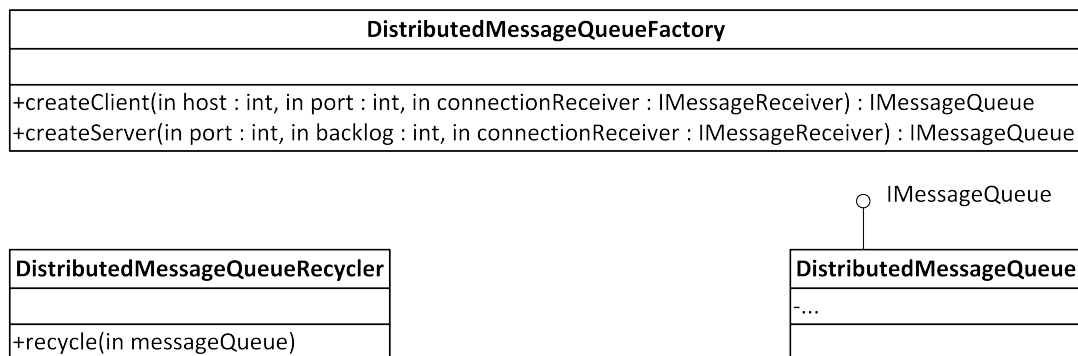 DistributedMessageQueueFactory
+createClient(in host : int, in port : int, in connectionReceiver : IMessageReceiver) : IMessageQueue
+createServer(in port : int, in backlog : int, in connectionReceiver : IMessageReceiver) : IMessageQueue
IMessageQueue
DistributedMessageQueueRecycler
+recycle(in messageQueue)
DistributedMessageQueue
-...